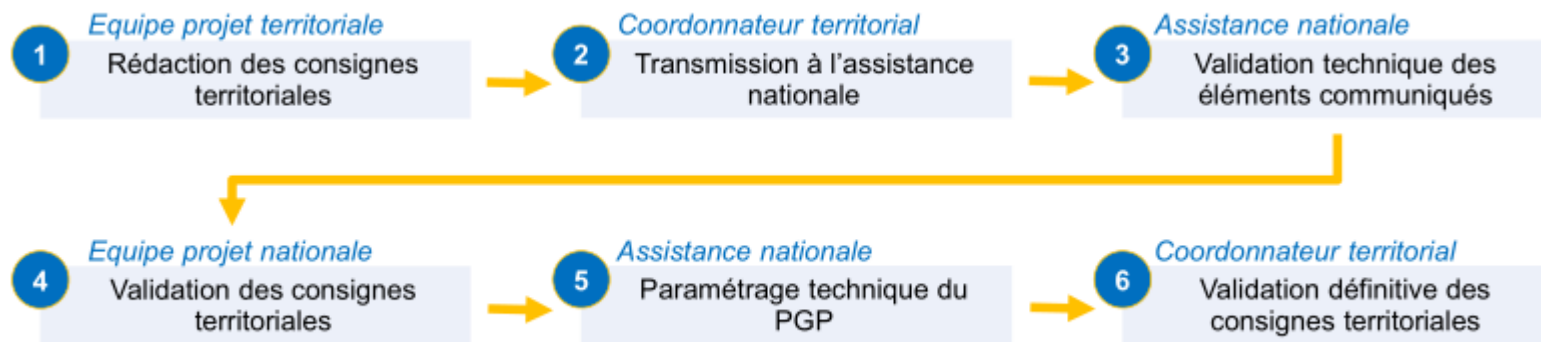 Equipe projet territoriale
1
Rédaction des consignes
territoriales
Coordonnateur territorial
2
Transmission à l'assistance
nationale
Assistance nationale
3
Validation technique des
éléments communiqués
Equipe projet nationale
4
Validation des consignes
territoriales
Assistance nationale
5
Paramétrage technique du
PGP
Coordonnateur territorial
6
Validation définitive des
consignes territoriales